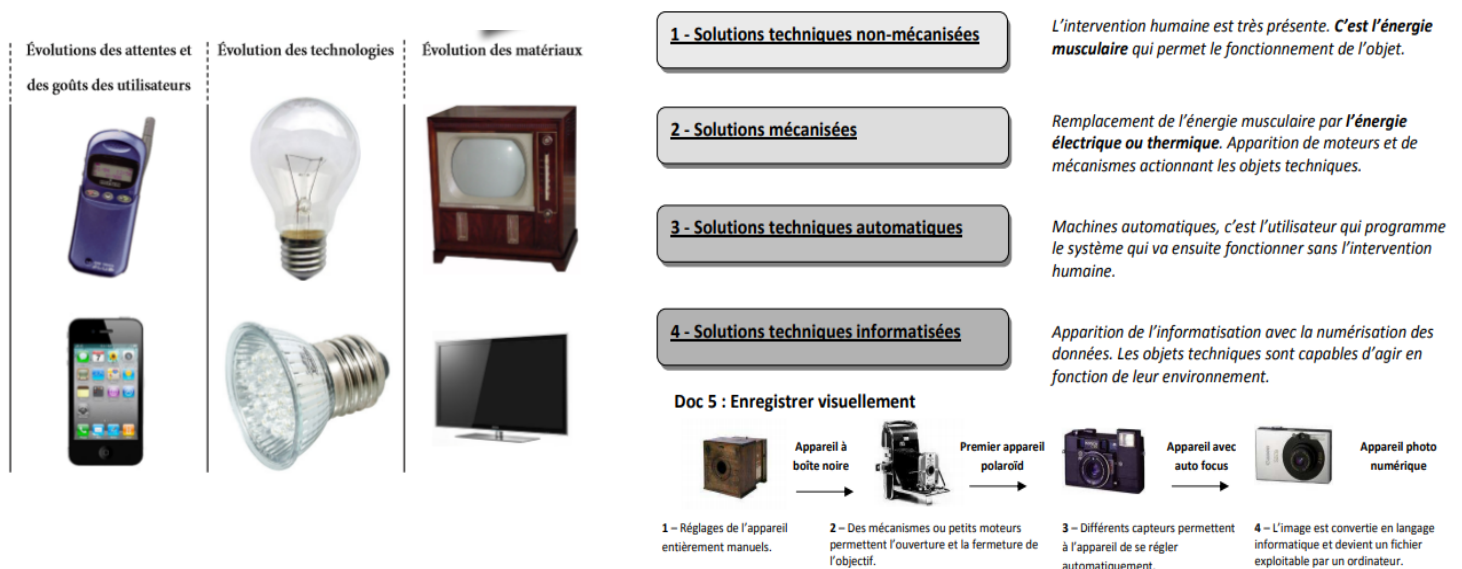 Évolutions des attentes et
des goûts des utilisateurs
Évolution des technologies
Évolution des matériaux
1 - Solutions techniques non-mécanisées
L'intervention humaine est très présente. C'est l'énergie
musculaire qui permet le fonctionnement de l'objet.
2 - Solutions mécanisées
Remplacement de l'énergie musculaire par l'énergie
électrique ou thermique. Apparition de moteurs et de
mécanismes actionnant les objets techniques.
3 - Solutions techniques automatiques
Machines automatiques, c'est l'utilisateur qui programme
le système qui va ensuite fonctionner sans l'intervention
humaine.
4 - Solutions techniques informatisées
Apparition de l'informatisation avec la numérisation des
données. Les objets techniques sont capables d'agir en
fonction de leur environnement.
Doc 5 : Enregistrer visuellement
Appareil à
boîte noire
Premier appareil
polaroïd
Appareil avec
auto focus
Appareil photo
numérique
1 – Réglages de l'appareil
entièrement manuels.
2 – Des mécanismes ou petits moteurs
permettent l'ouverture et la fermeture de
l'objectif.
3 – Différents capteurs permettent
à l'appareil de se régler
automatiquement.
4 – L'image est convertie en langage
informatique et devient un fichier
exploitable par un ordinateur.